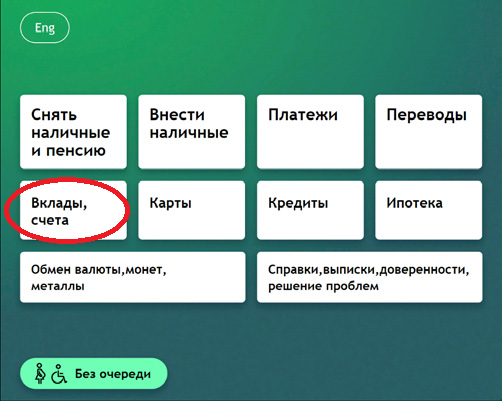 Eng
Снять
наличные
и пенсию
Внести
наличные
Платежи
Переводы
Вклады,
счета
Карты
Кредиты
Ипотека
Обмен валюты,монет,
металлы
Справки,выписки,доверенности,
решение проблем
Без очереди